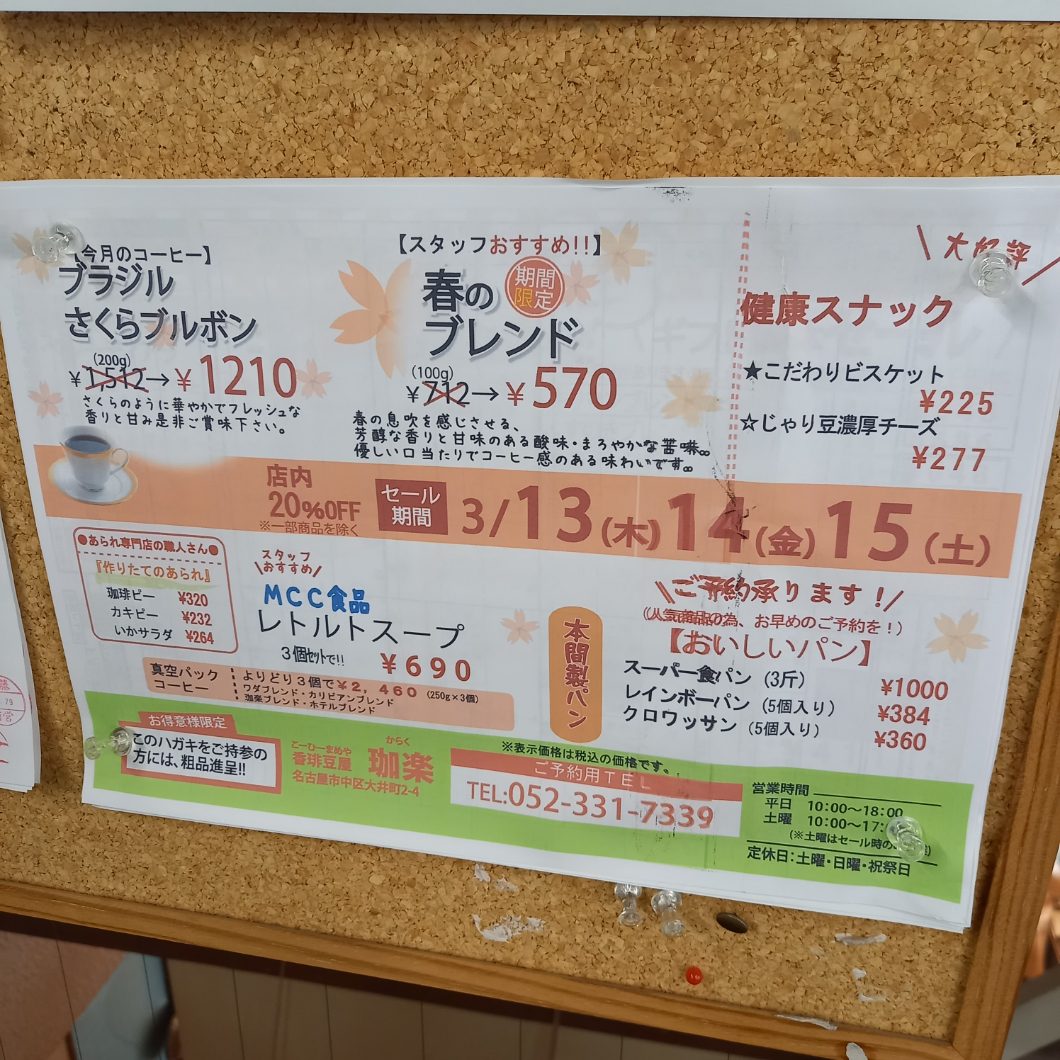 【今月のコーヒー】
ブラジル
さくらブルボン
(200g)
¥1,512→¥1210
さくらのように華やかでフレッシュな
香りと甘み是非ご賞味下さい。
【スタッフおすすめ!!】
春の
ブレンド
期間
限定
(100g)
¥712→¥570
春の息吹を感じさせる、
芳醇な香りと甘味のある酸味・まろやかな苦味。
優しい口当たりでコーヒー感のある味わいです。
大好評
健康スナック
★こだわりビスケット
¥225
☆じゃり豆濃厚チーズ
¥277
店内
20%OFF
※一部商品を除く
セール
期間
3/13(木)14(金)15(土)
●あられ専門店の職人さん●
『作りたてのあられ』
珈琲ビー ¥320
カキピー ¥232
いかサラダ ¥264
スタッフ
\おすすめ/
MCC食品
レトルトスープ
3個セットで!! ¥690
真空パック
コーヒー
よりどり3個で¥2,460(250g×3個)
ワダブレンド・カリビアンブレンド
珈楽ブレンド・ホテルブレンド
本間製パン
\ご予約承ります!/
(人気商品の為、お早めのご予約を!)
【おいしいパン】
スーパー食パン(3斤) ¥1000
レインボーパン(5個入り) ¥384
クロワッサン(5個入り) ¥360
お得意様限定
このハガキをご持参の
方には、粗品進呈!!
こーひーまめや
香琲豆屋
からく
珈楽
名古屋市中区大井町2-4
※表示価格は税込の価格です。
ご予約用TEL
TEL:052-331-7339
営業時間
平日 10:00〜18:00
土曜 10:00〜17:
(※土曜はセール時の
定休日:土曜・日曜・祝祭日